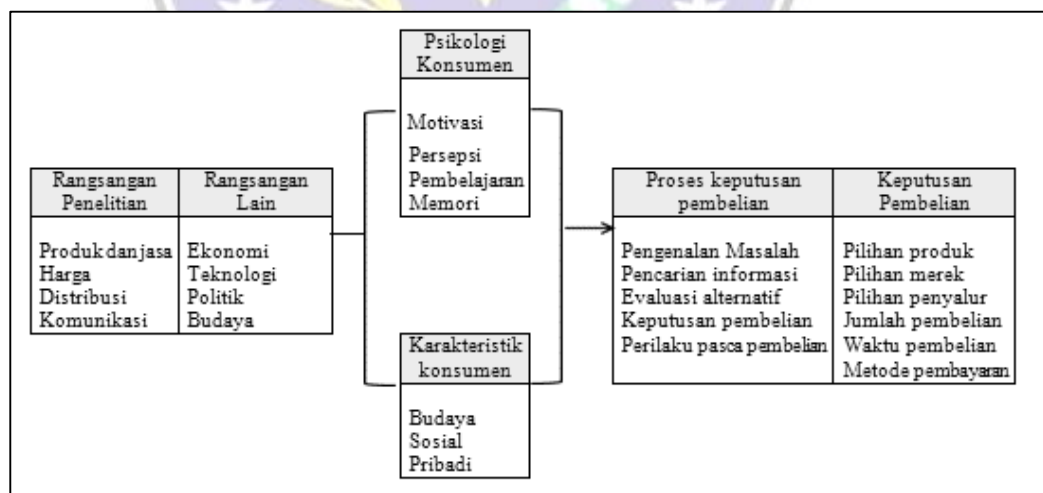 Psikologi
Konsumen
Motivasi
Persepsi
Pembelajaran
Memori
Rangsangan
Penelitian
Produk dan jasa
Harga
Distribusi
Komunikasi
Rangsangan
Lain
Ekonomi
Teknologi
Politik
Budaya
Karakteristik
konsumen
Budaya
Sosial
Pribadi
Proses keputusan
pembelian
Pengenalan Masalah
Pencarian informasi
Evaluasi alternatif
Keputusan pembelian
Perilaku pasca pembelian
Keputusan
Pembelian
Pilihan produk
Pilihan merek
Pilihan penyalur
Jumlah pembelian
Waktu pembelian
Metode pembayaran